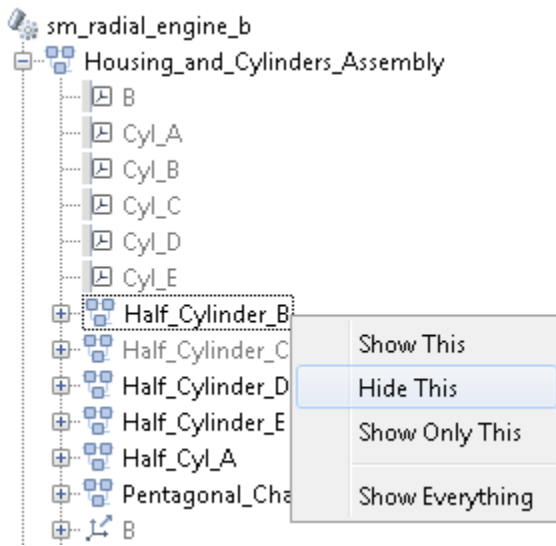 sm_radial_engine_b
Housing_and_Cylinders_Assembly
B
Cyl_A
Cyl_B
Cyl_C
Cyl_D
Cyl_E
Half_Cylinder_B
Half_Cylinder_C
Half_Cylinder_D
Half_Cylinder_E
Half_Cyl_A
Pentagonal_Cha
B
Show This
Hide This
Show Only This
Show Everything